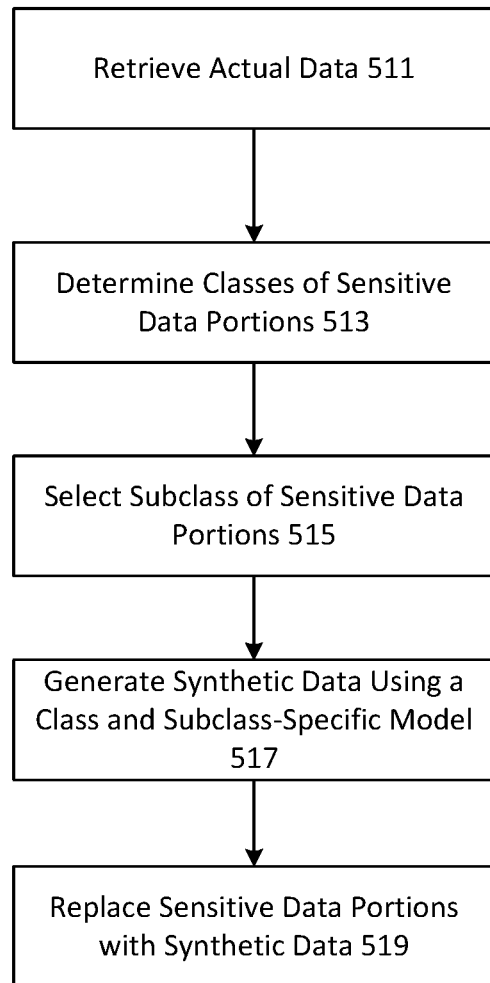 Retrieve Actual Data 511
Determine Classes of Sensitive
Data Portions 513
Select Subclass of Sensitive Data
Portions 515
Generate Synthetic Data Using a
Class and Subclass-Specific Model
517
Replace Sensitive Data Portions
with Synthetic Data 519